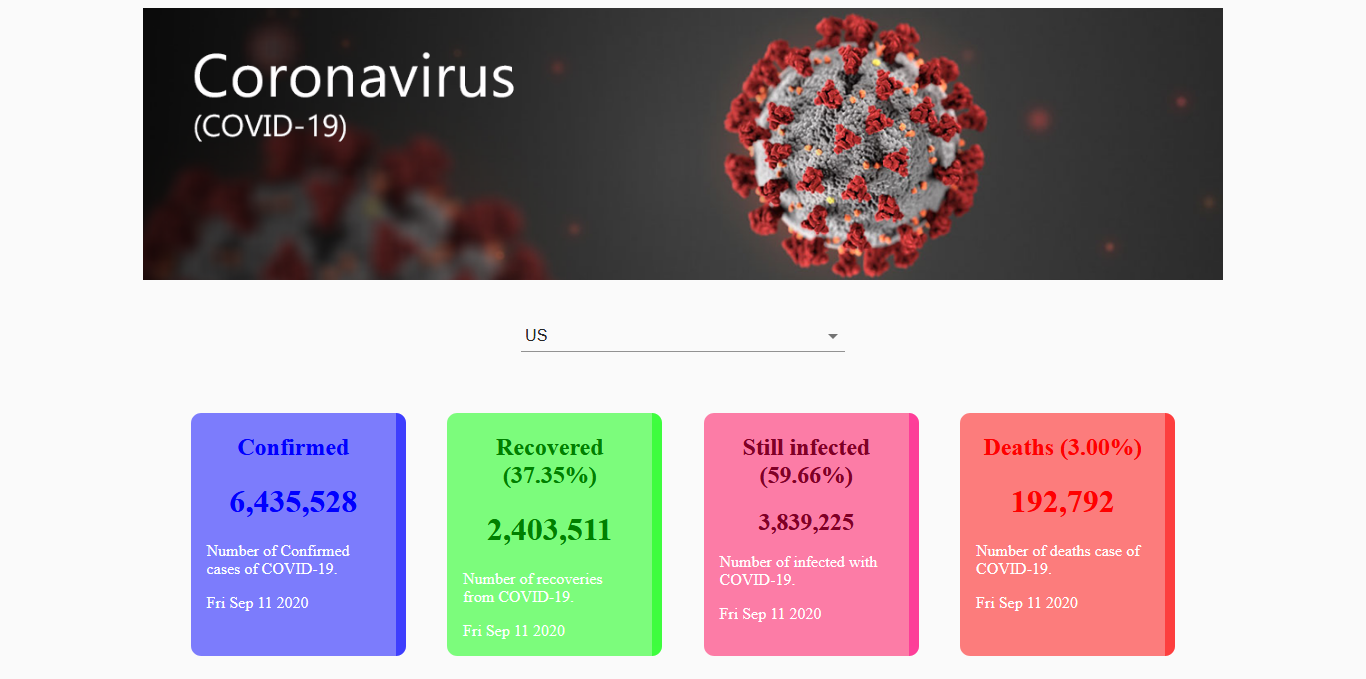 Coronavirus
(COVID-19)
US
Confirmed
6,435,528
Number of Confirmed
cases of COVID-19.
Fri Sep 11 2020
Recovered
(37.35%)
2,403,511
Number of recoveries
from COVID-19.
Fri Sep 11 2020
Still infected
(59.66%)
3,839,225
Number of infected with
COVID-19.
Fri Sep 11 2020
Deaths (3.00%)
192,792
Number of deaths case of
COVID-19.
Fri Sep 11 2020